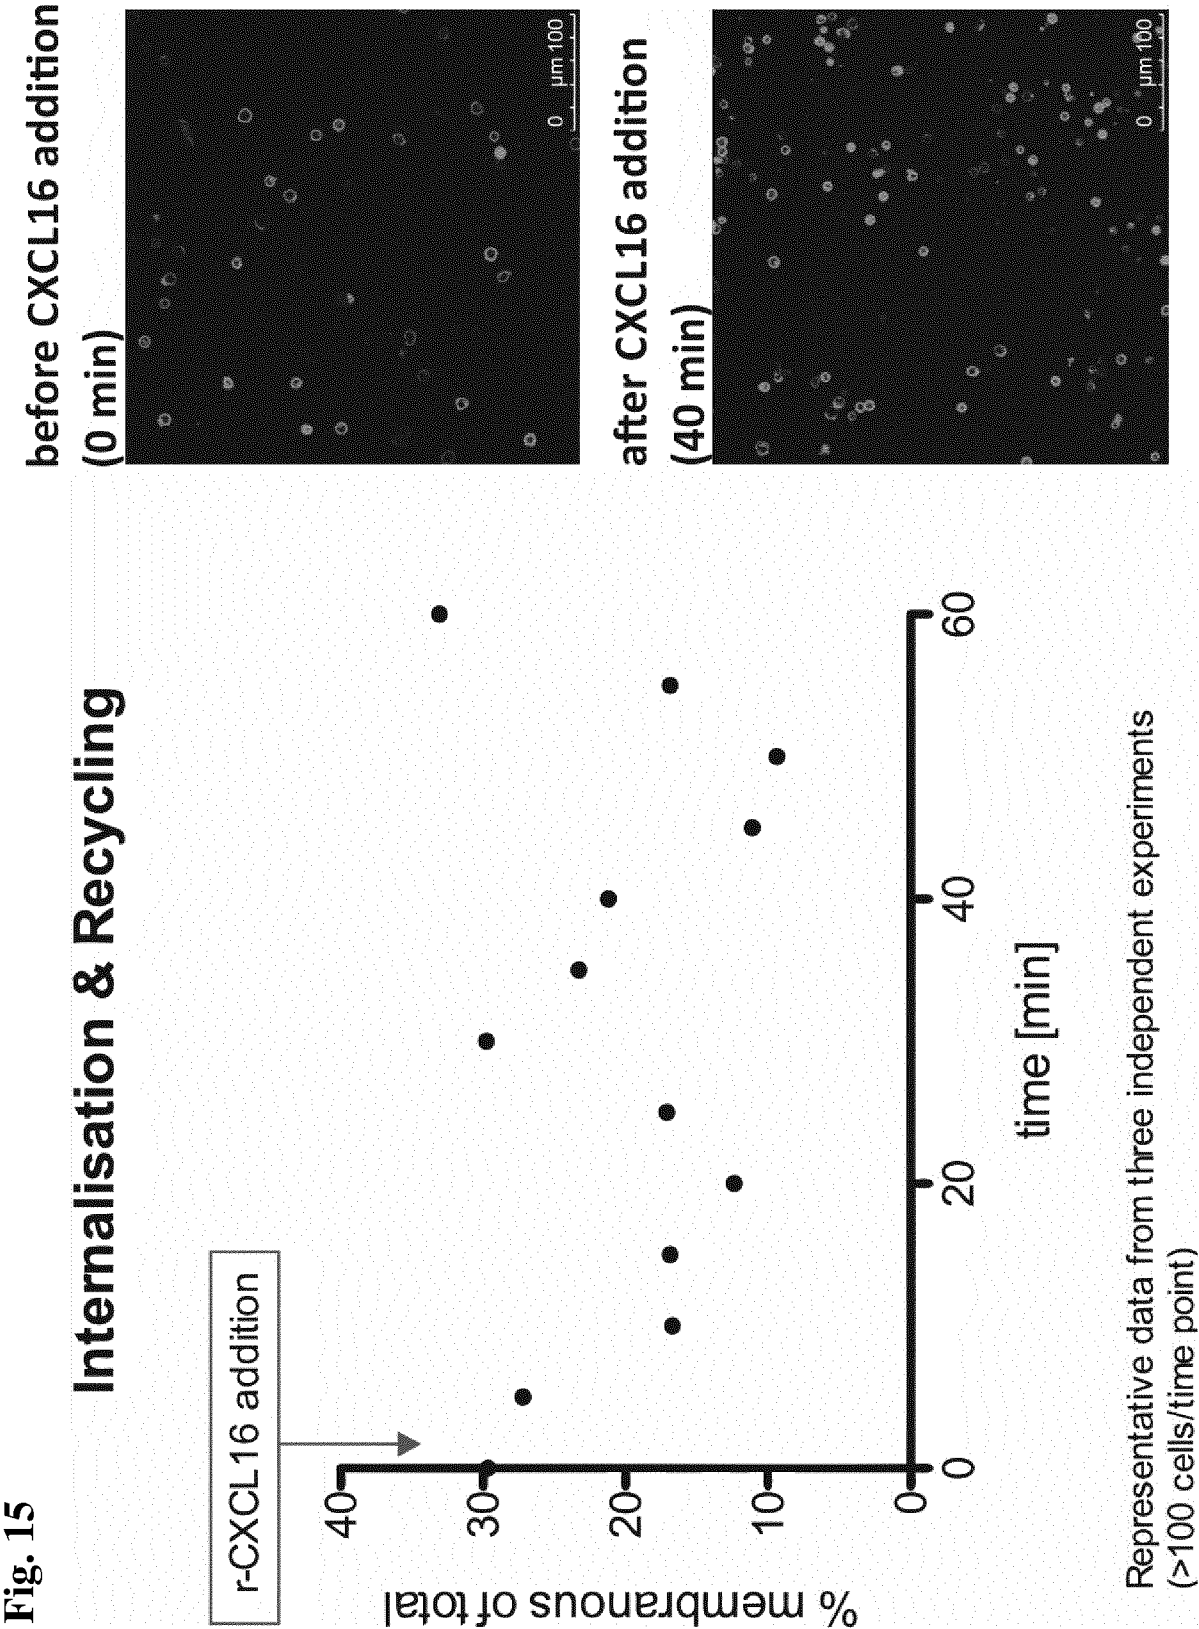 Fig. 15
Internalisation & Recycling
r-CXCL16 addition
% membranous of total
40
30
20
10
0
0
20
40
60
time [min]
Representative data from three independent experiments
(>100 cells/time point)
before CXCL16 addition
(0 min)
0 µm 100
after CXCL16 addition
(40 min)
0 µm 100